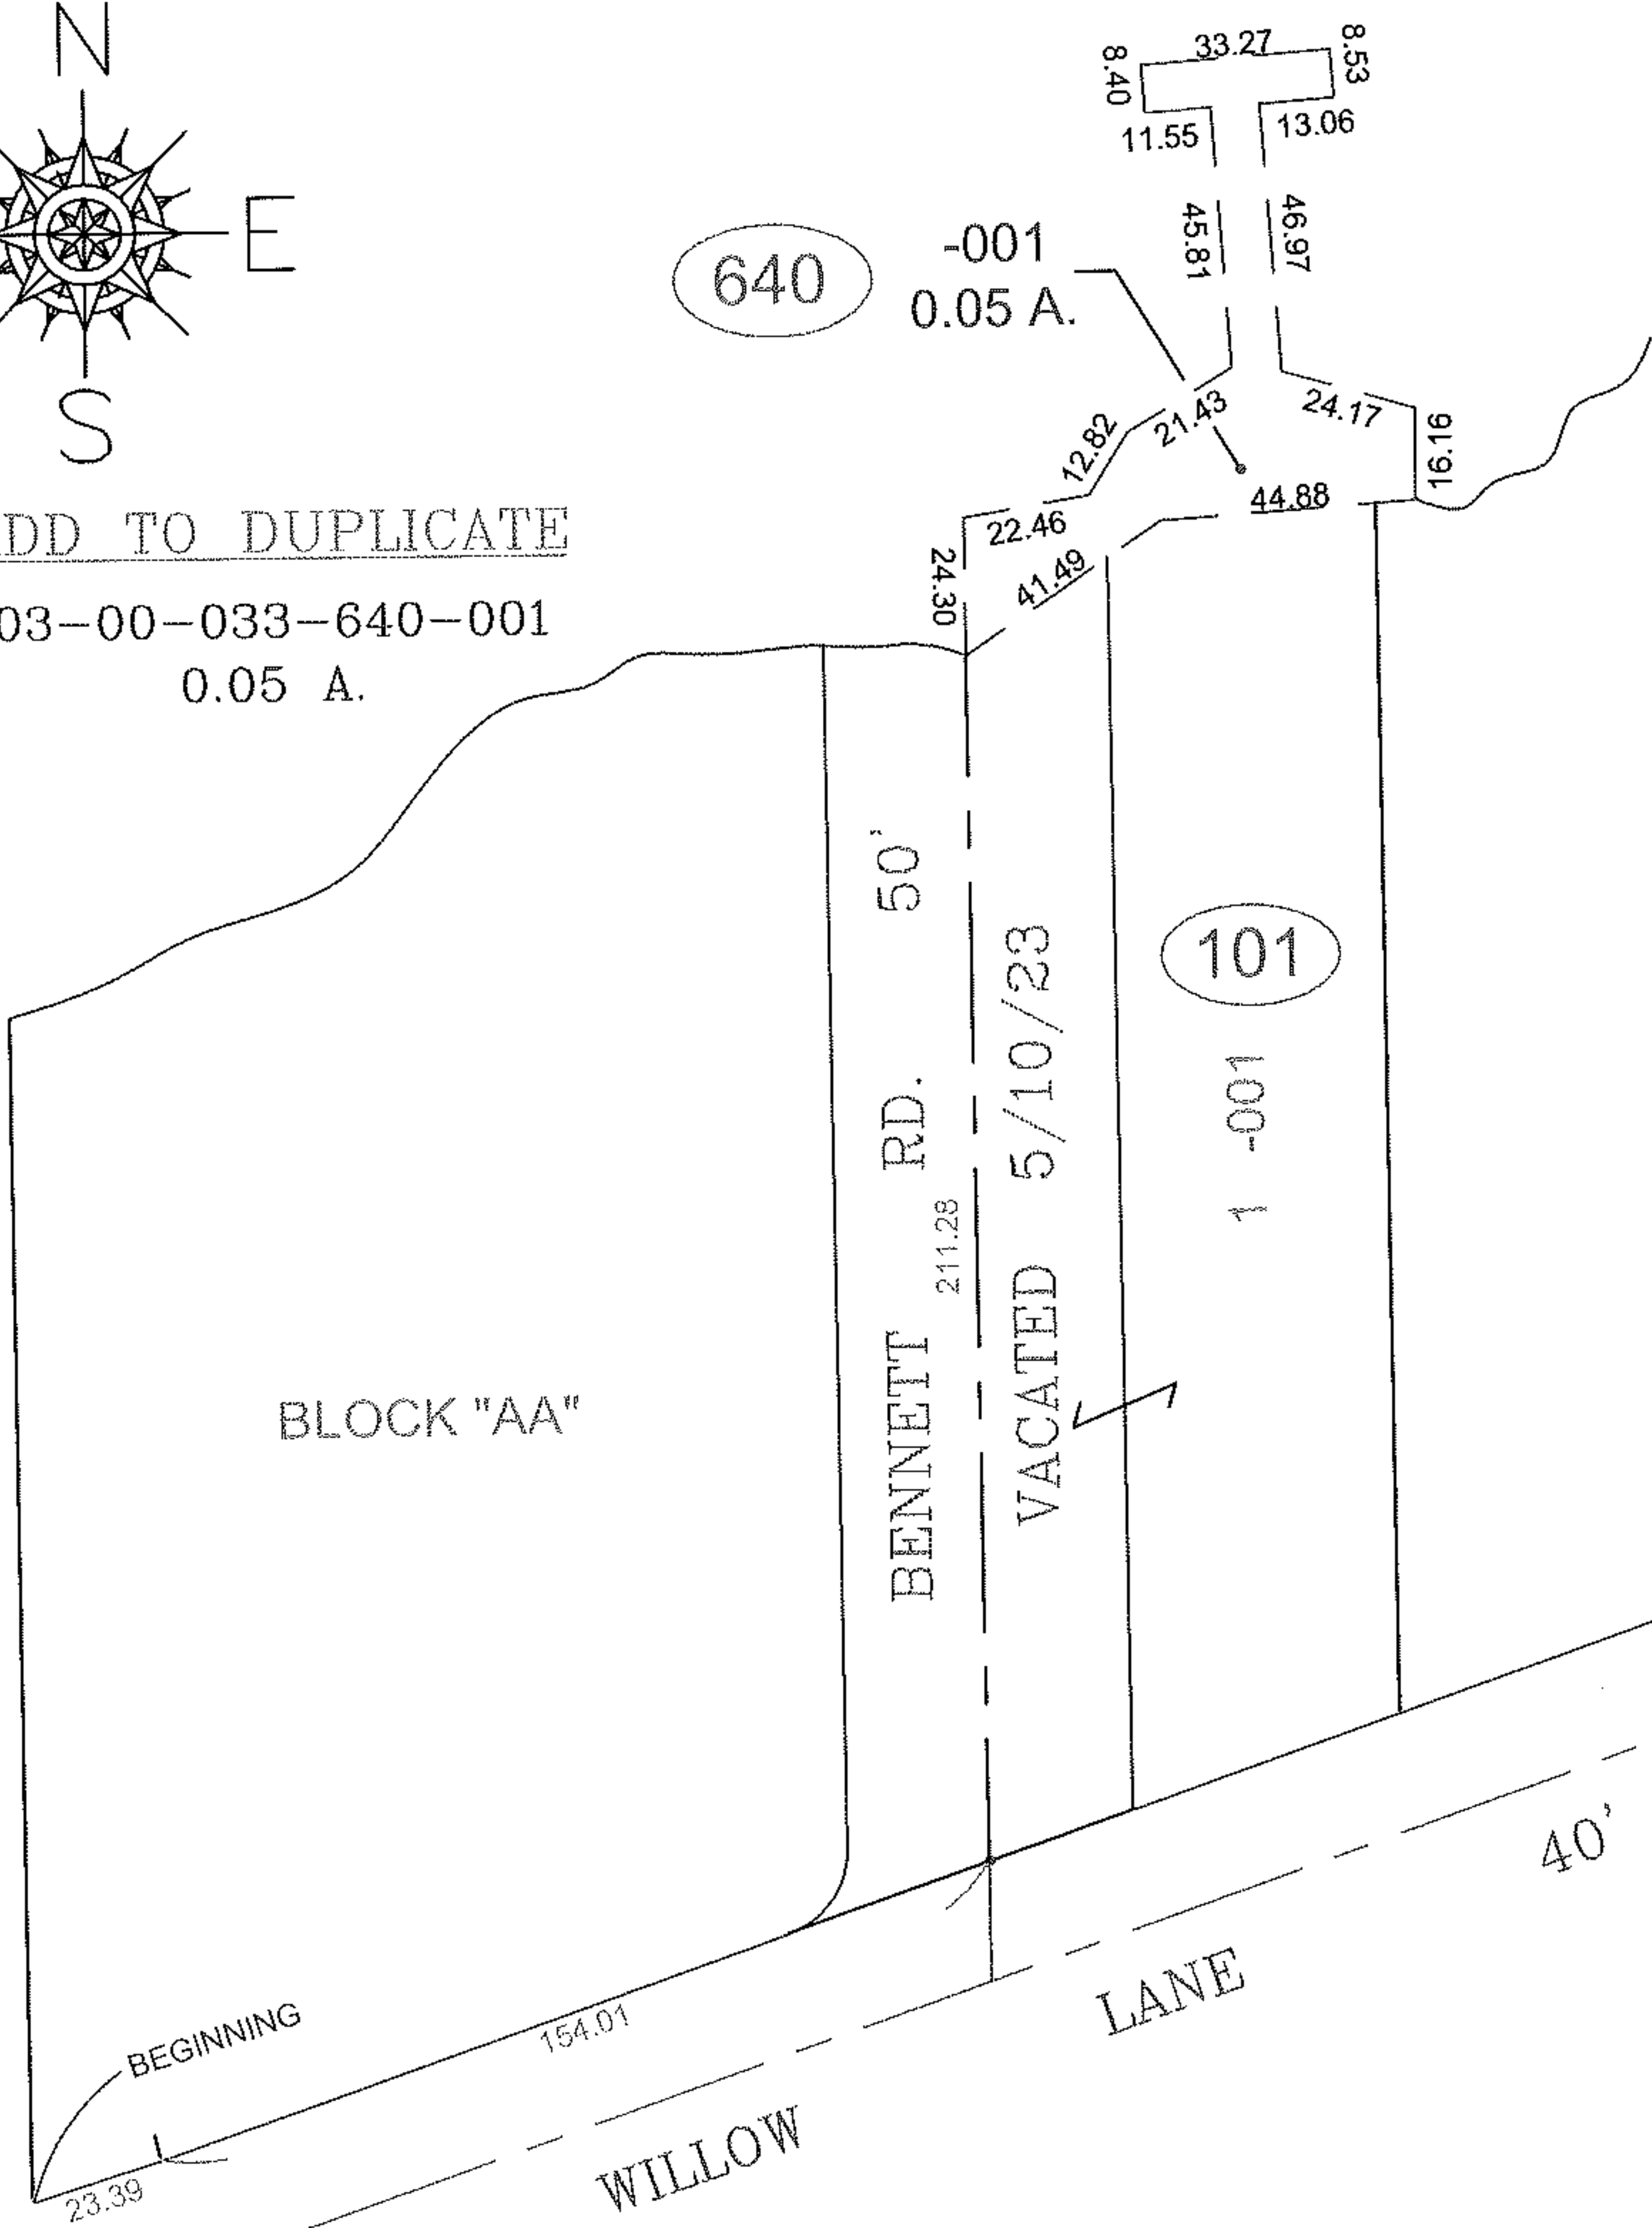 N
E
S
33.27
8.53
8.40
11.55
13.06
45.81
46.97
640
-001
0.05 A.
21.43
24.17
12.82
16.16
44.88
22.46
41.49
24.30
DD TO DUPLICATE
03-00-033-640-001
0.05 A.
BENNETT RD. 50'
211.28
VACATED 5/10/23
101
1 -001
BLOCK "AA"
BEGINNING
23.39
154.01
WILLOW LANE 40'